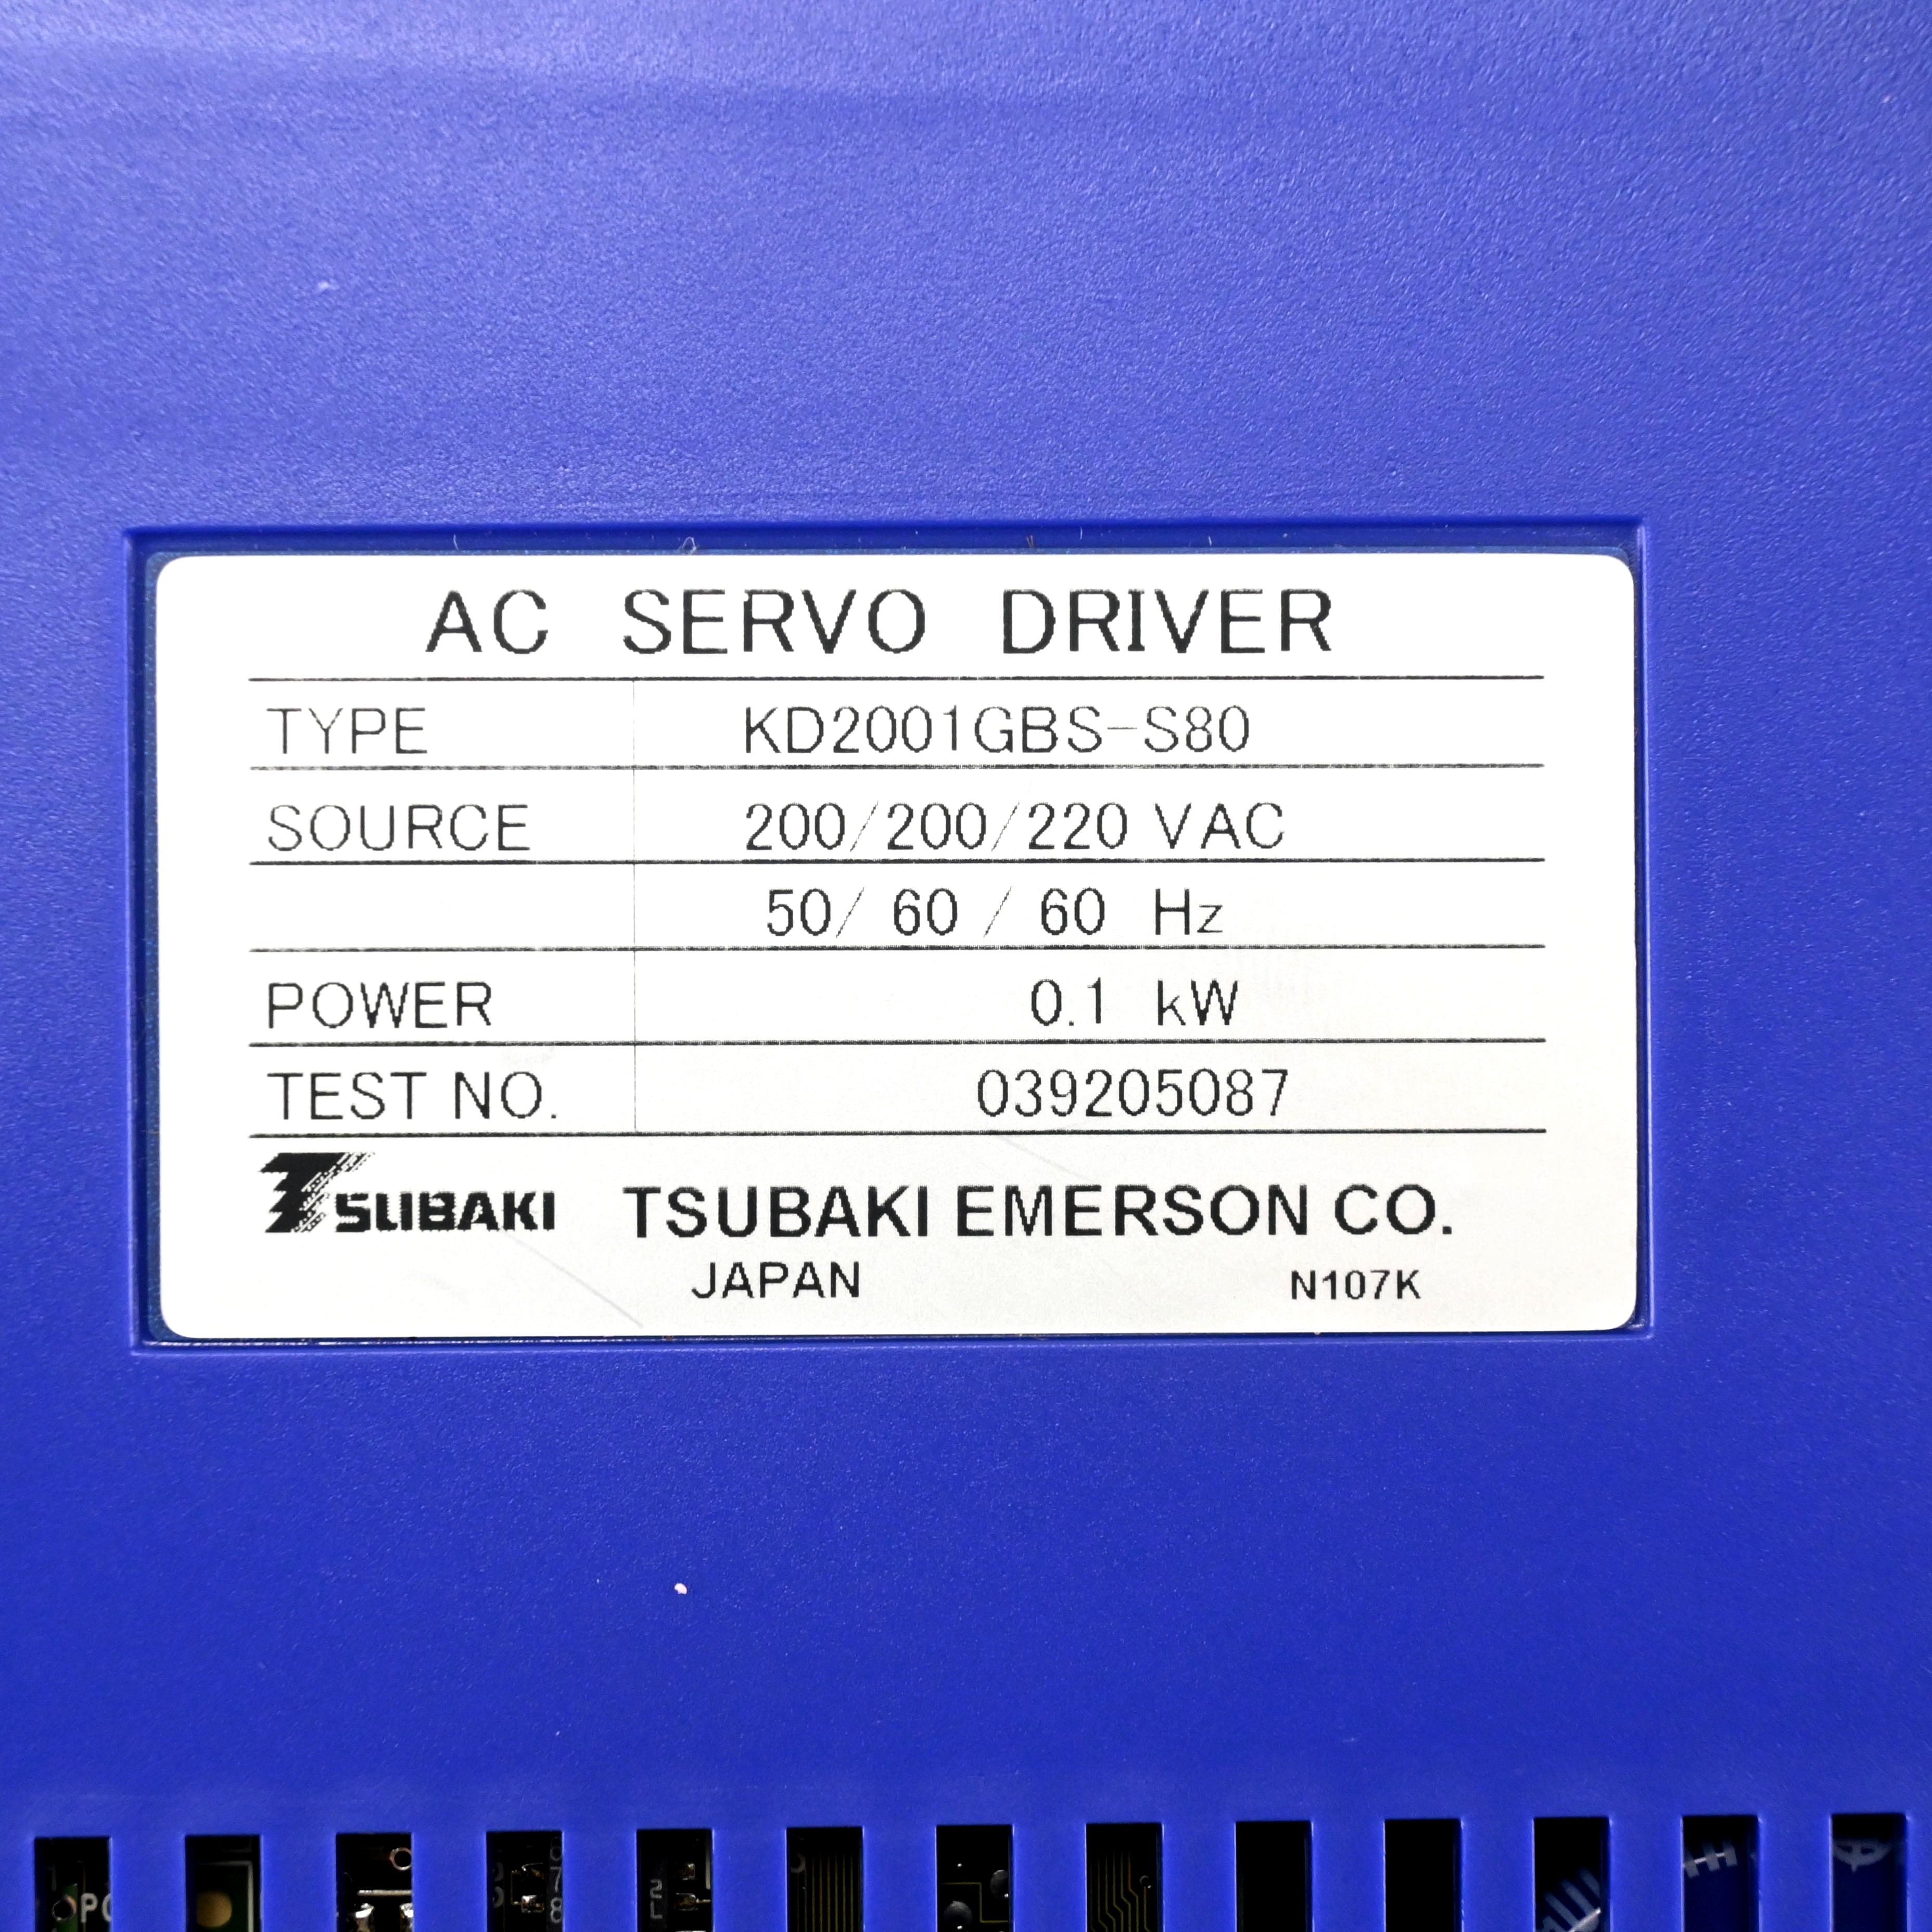 AC SERVO DRIVER
TYPE KD2001GBS-S80
SOURCE 200/200/220 VAC
50/ 60 / 60 Hz
POWER 0.1 kW
TEST NO. 039205087
TSUBAKI TSUBAKI EMERSON CO.
JAPAN N107K